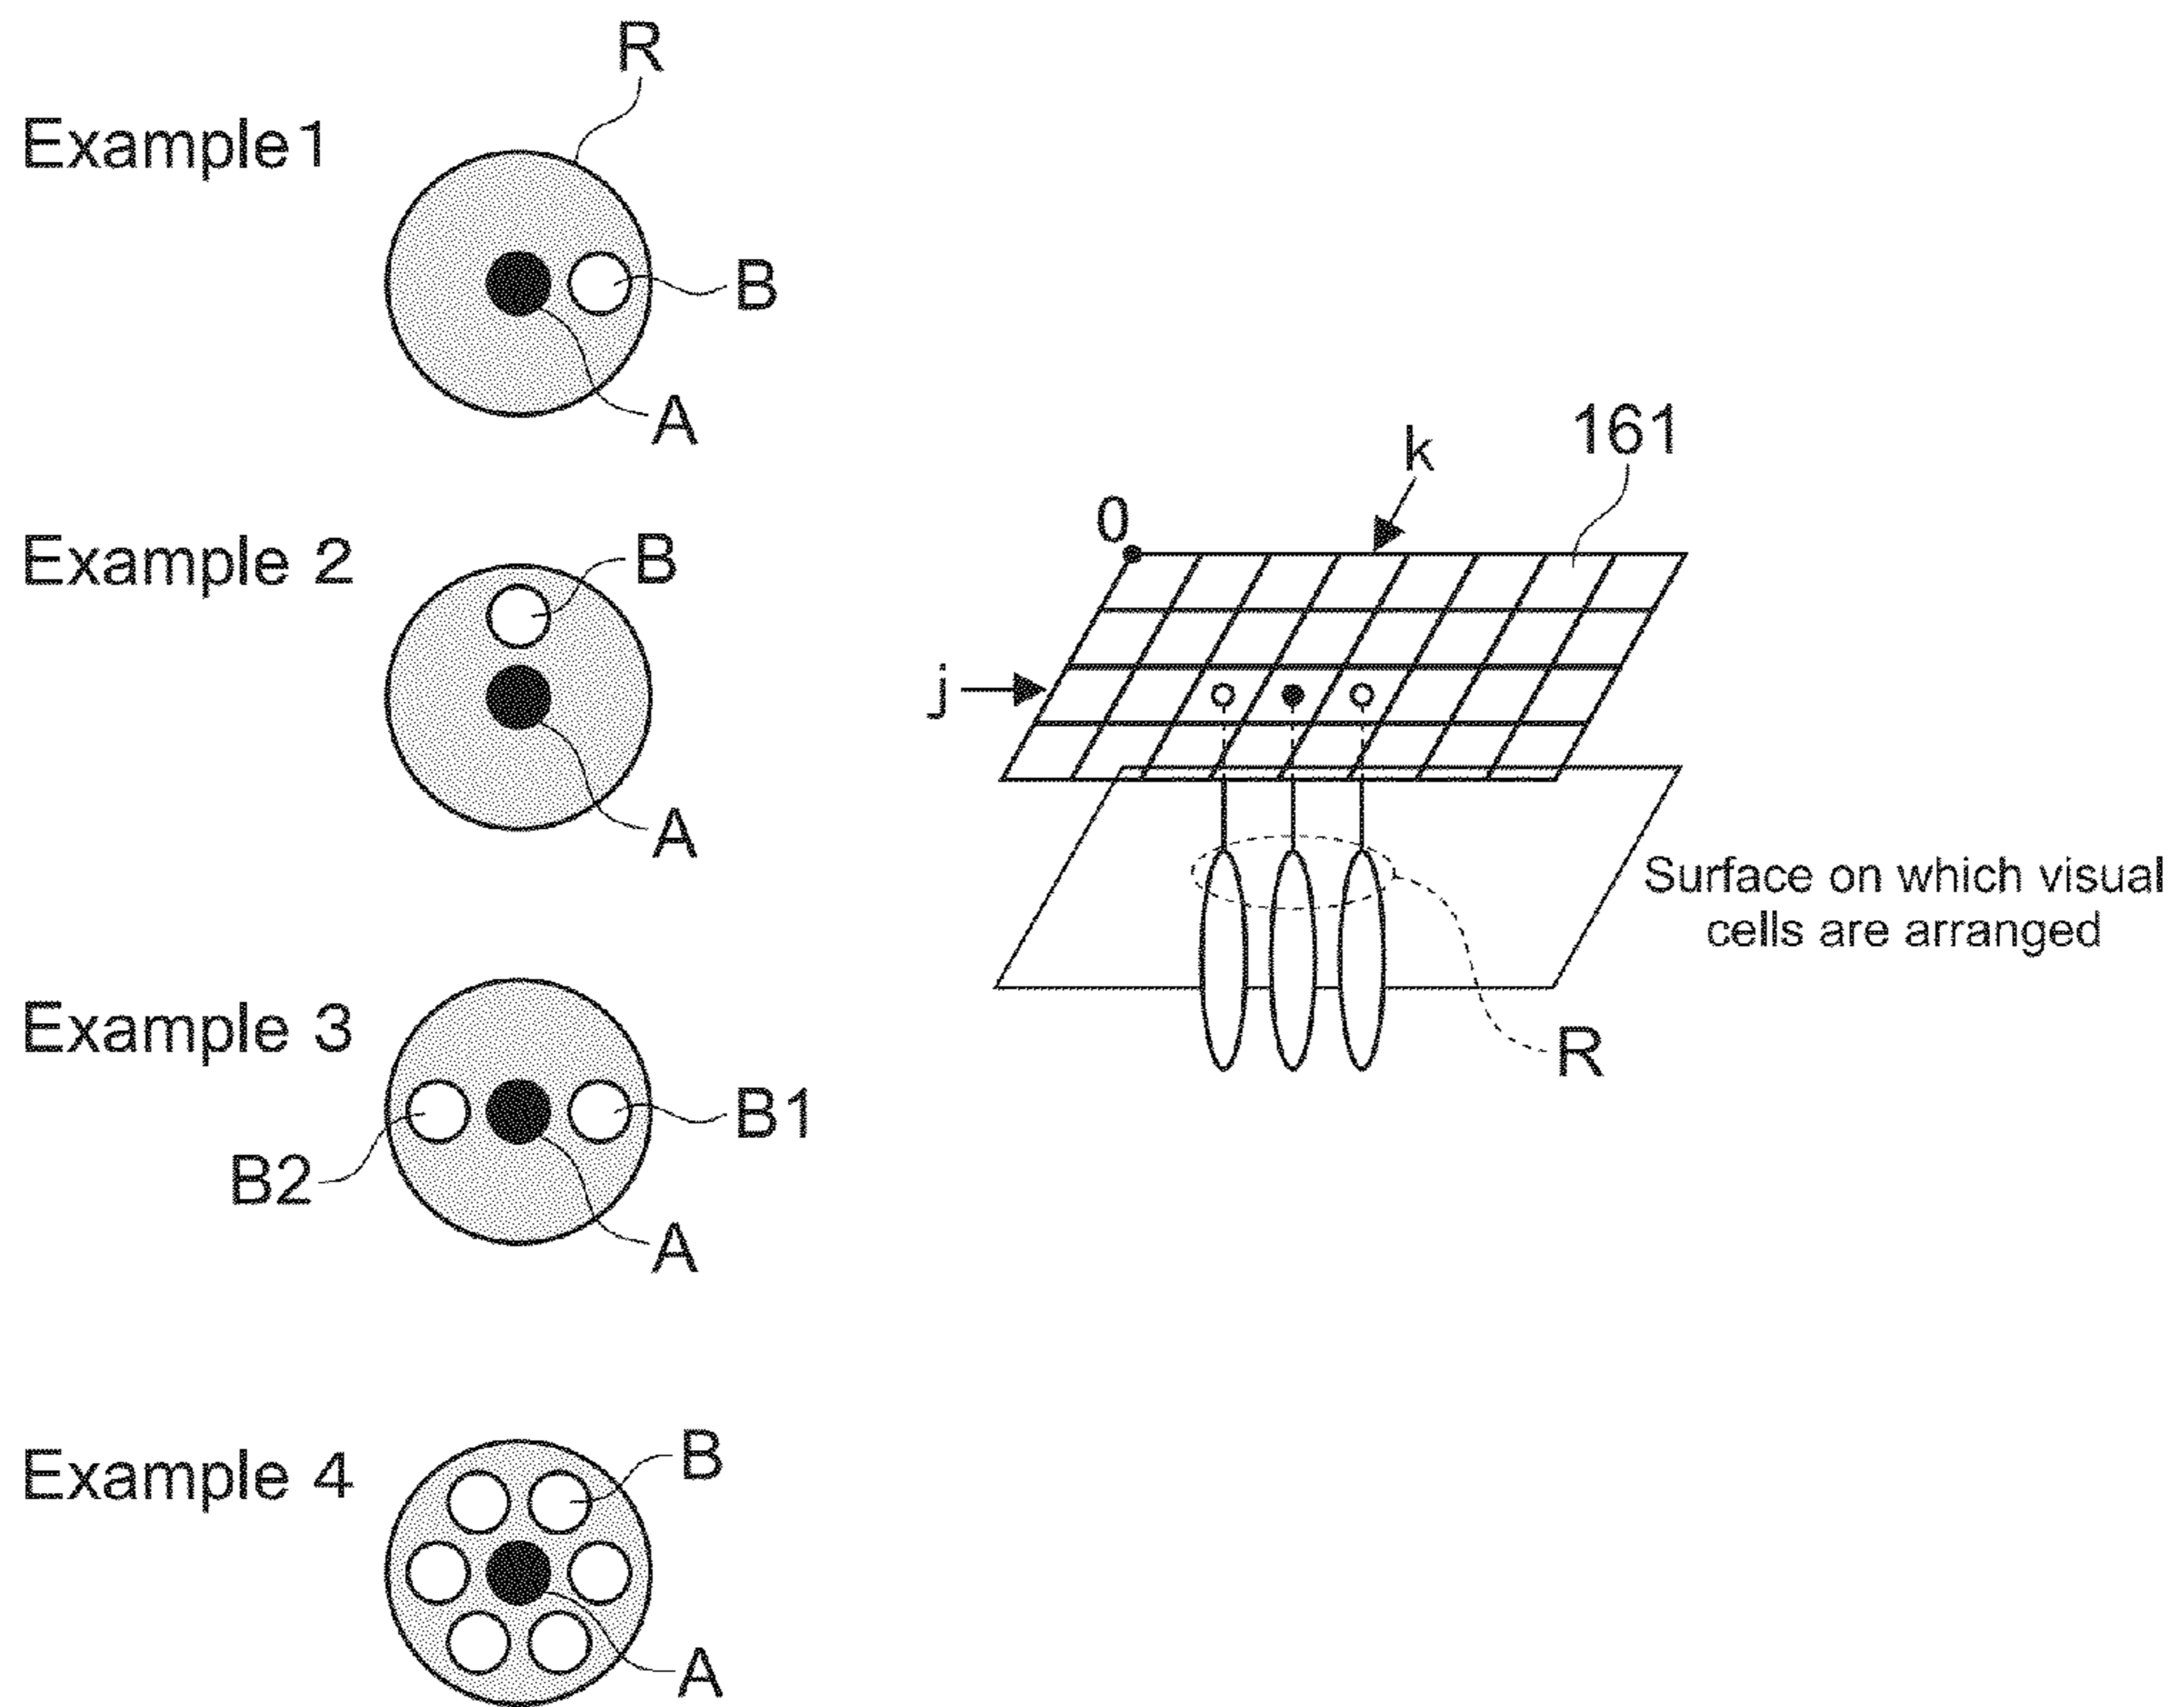 R
Example1
B
A
Example 2
B
A
Example 3
B1
B2
A
Example 4
B
A
161
k
0
j
Surface on which visual
cells are arranged
R